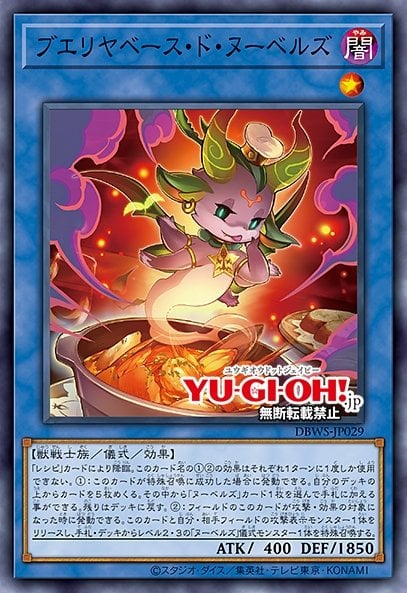 ブエリヤベース・ド・ヌーベルズ
闇
やみ
ユウギオウドットジェイピー
YU-GI-OH!.jp
無断転載禁止
DBWS-JP029
【獣戦士族／儀式／効果】
「レシピ」カードにより降臨。このカード名の①②の効果はそれぞれ1ターンに1度しか使用
できない。①：このカードが特殊召喚に成功した場合に発動できる。自分のデッキの
上からカードを5枚めくる。その中から「ヌーベルズ」カード1枚を選んで手札に加える
事ができる。残りはデッキに戻す。②：フィールドのこのカードが攻撃・効果の対象に
なった時に発動できる。このカードと自分・相手フィールドの攻撃表示モンスター1体を
リリースし、手札・デッキからレベル2・3の「ヌーベルズ」儀式モンスター1体を特殊召喚する。
ATK/ 400 DEF/1850
©スタジオ・ダイス／集英社・テレビ東京・KONAMI